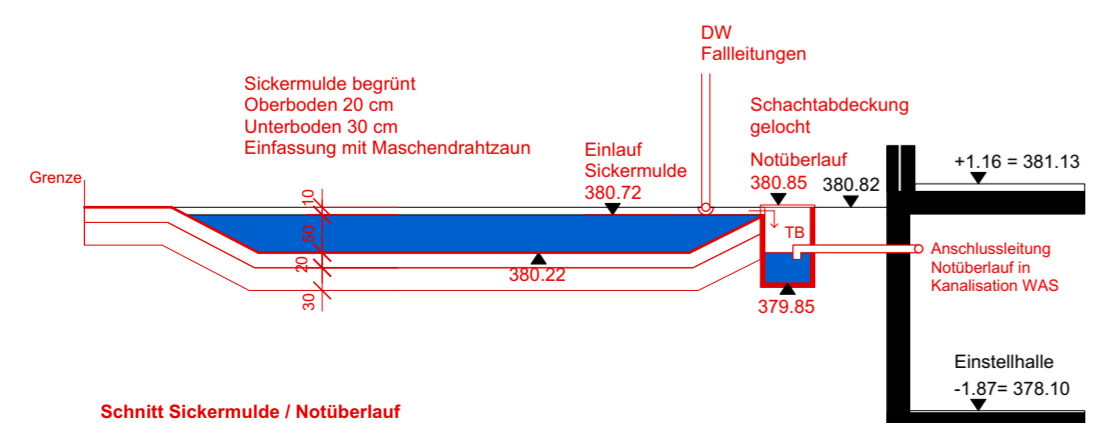 DW
Fallleitungen
Sickermulde begrünt
Oberboden 20 cm
Unterboden 30 cm
Einfassung mit Maschendrahtzaun
Schachtabdeckung
gelocht
Einlauf
Sickermulde
380.72
Notüberlauf
380.85
380.82
+1.16 = 381.13
Grenze
10
50
20
30
TB
380.22
379.85
Anschlussleitung
Notüberlauf in
Kanalisation WAS
Einstellhalle
-1.87= 378.10
Schnitt Sickermulde / Notüberlauf